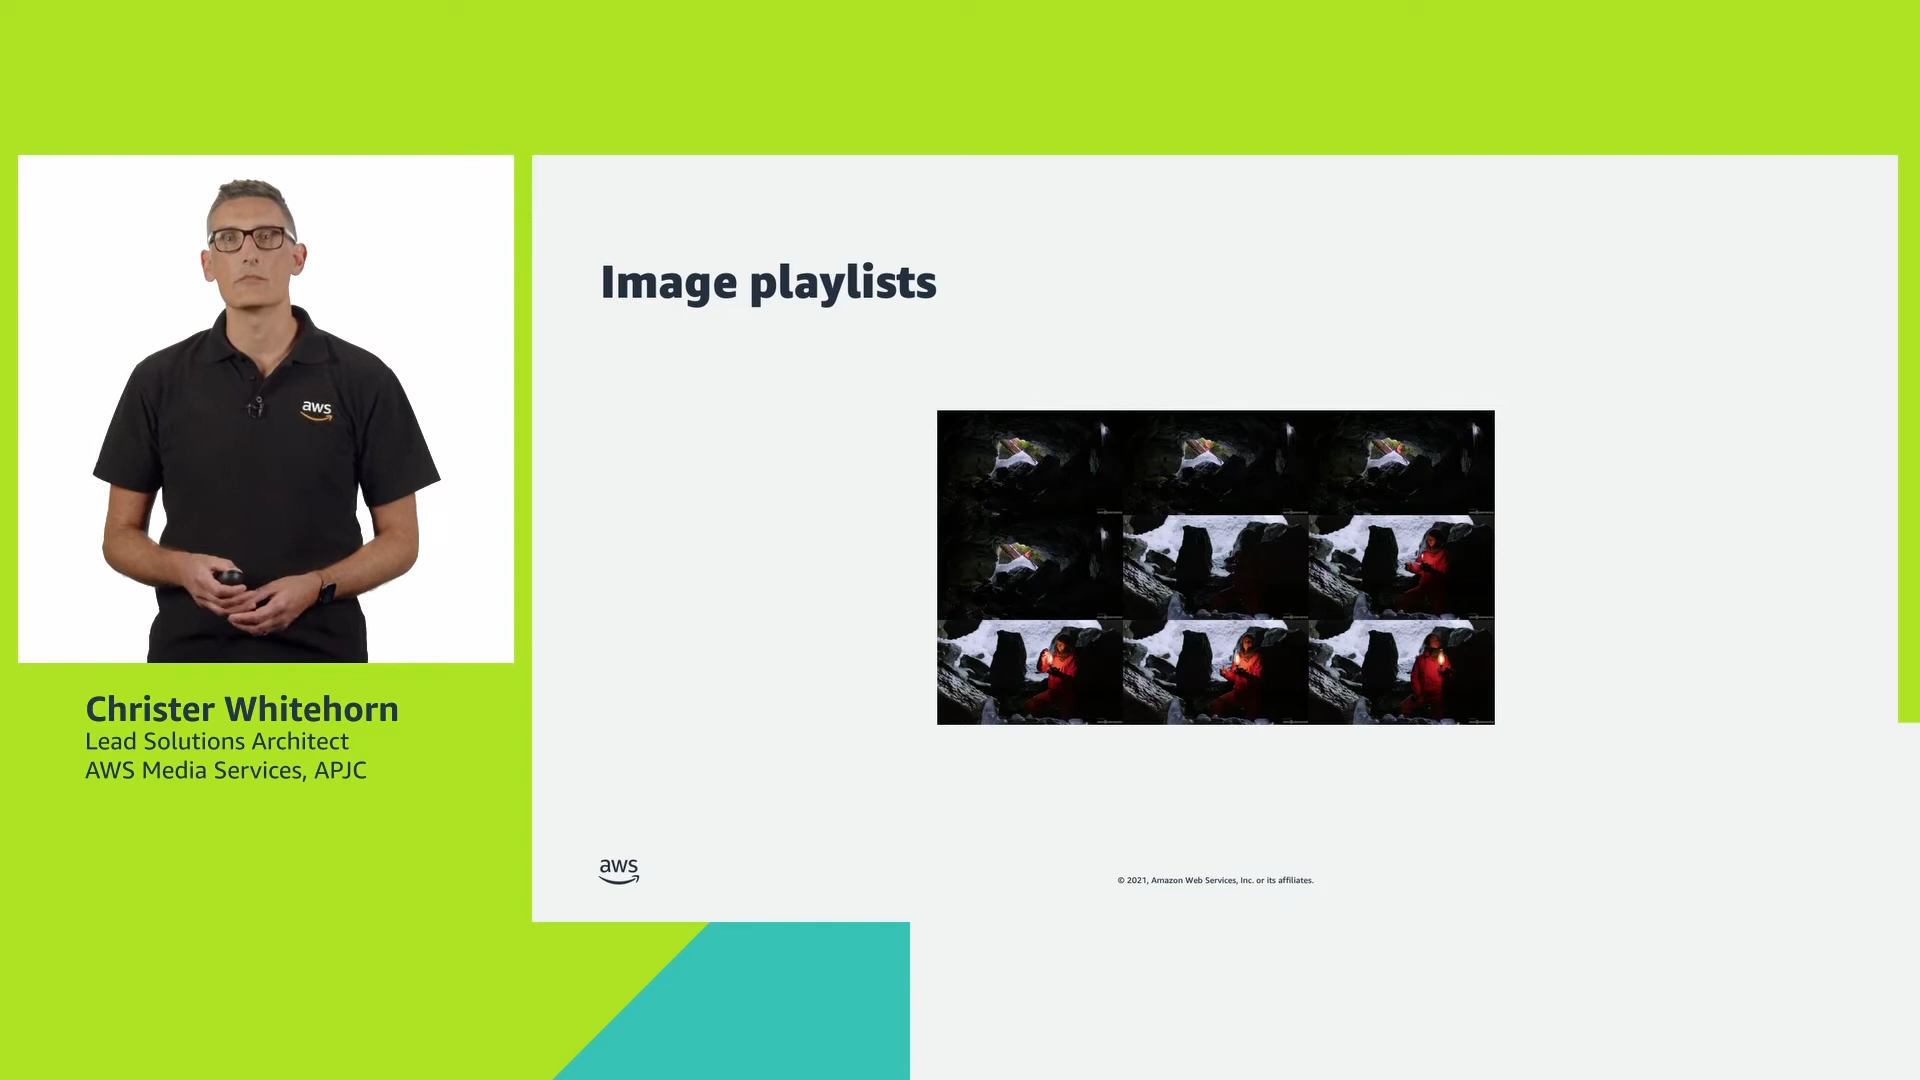 aws
Christer Whitehorn
Lead Solutions Architect
AWS Media Services, APJC
Image playlists
aws
© 2021, Amazon Web Services, Inc. or its affiliates.